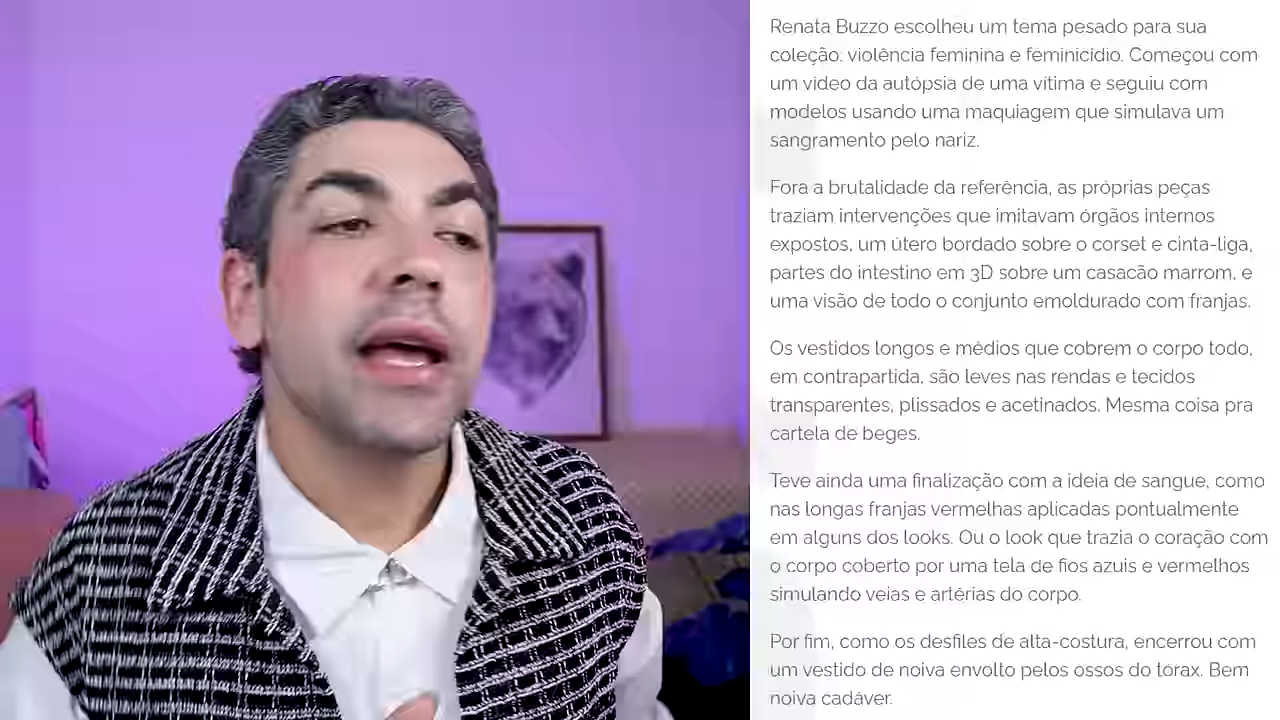 Renata Buzzo escolheu um tema pesado para sua
coleção: violência feminina e feminicídio. Começou com
um vídeo da autópsia de uma vítima e seguiu com
modelos usando uma maquiagem que simulava um
sangramento pelo nariz.
Fora a brutalidade da referência, as próprias peças
traziam intervenções que imitavam órgãos internos
expostos, um útero bordado sobre o corset e cinta-liga,
partes do intestino em 3D sobre um casacão marrom, e
uma visão de todo o conjunto emoldurado com franjas.
Os vestidos longos e médios que cobrem o corpo todo,
em contrapartida, são leves nas rendas e tecidos
transparentes, plissados e acetinados. Mesma coisa pra
cartela de beges.
Teve ainda uma finalização com a ideia de sangue, como
nas longas franjas vermelhas aplicadas pontualmente
em alguns dos looks. Ou o look que trazia o coração com
o corpo coberto por uma tela de fios azuis e vermelhos
simulando veias e artérias do corpo.
Por fim, como os desfiles de alta-costura, encerrou com
um vestido de noiva envolto pelos ossos do tórax. Bem
noiva cadáver.